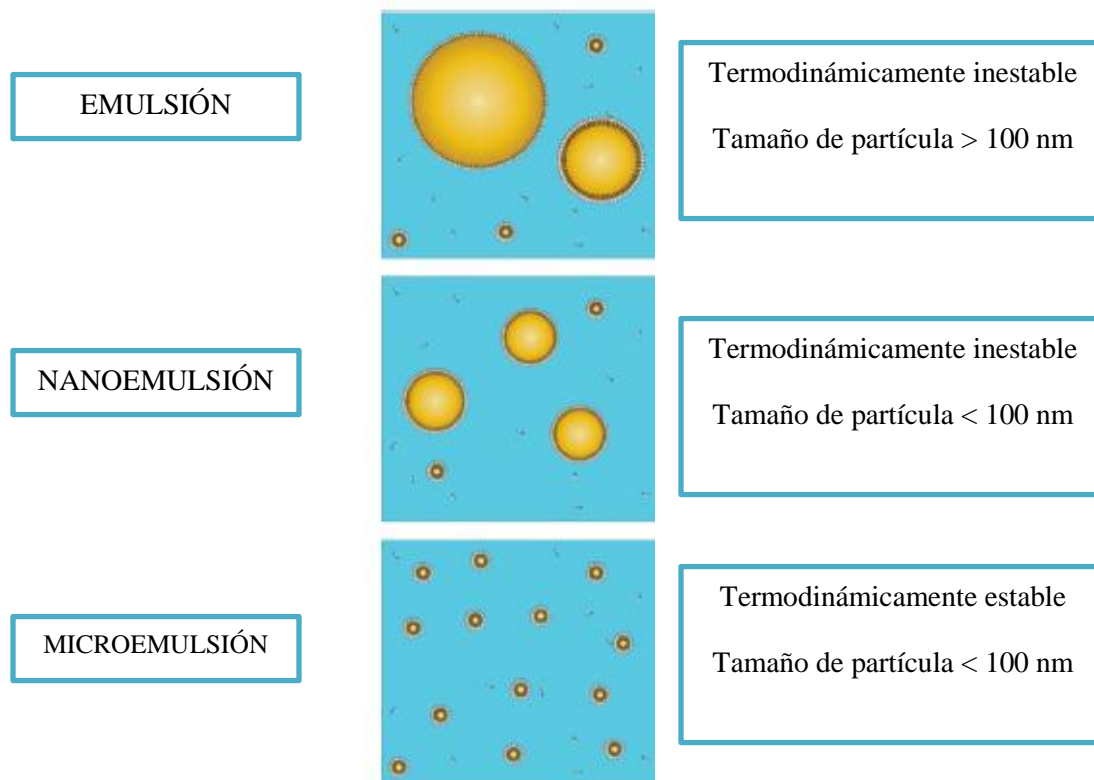 EMULSIÓN
Termodinámicamente inestable
Tamaño de partícula > 100 nm
NANOEMULSIÓN
Termodinámicamente inestable
Tamaño de partícula < 100 nm
MICROEMULSIÓN
Termodinámicamente estable
Tamaño de partícula < 100 nm